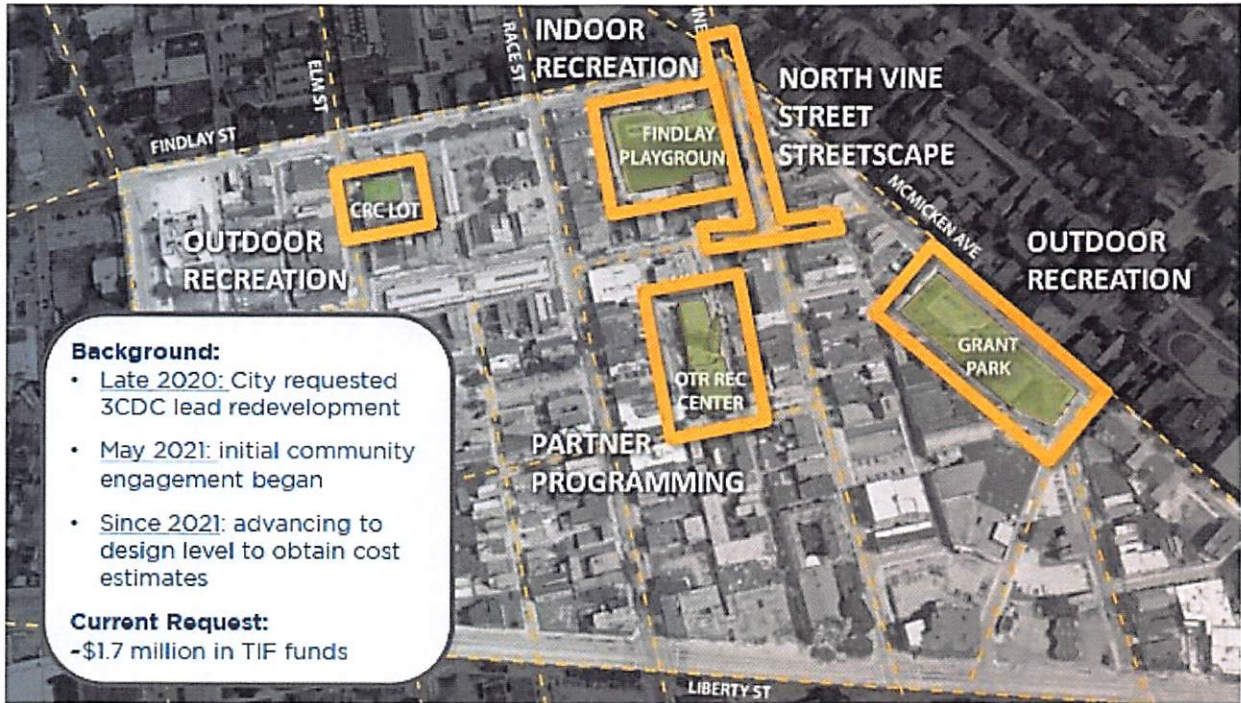 INDOOR
RECREATION
NORTH VINE
STREET
STREETSCAPE
RACE ST
ELM ST
FINDLAY ST
FINDLAY
PLAYGROUN
CRC LOT
MCMICKEN AVE
OUTDOOR
RECREATION
OUTDOOR
RECREATION
GRANT
PARK
OTR REC
CENTER
PARTNER
PROGRAMMING
Background:
• Late 2020: City requested
3CDC lead redevelopment
• May 2021: initial community
engagement began
• Since 2021: advancing to
design level to obtain cost
estimates
Current Request:
~$1.7 million in TIF funds
LIBERTY ST